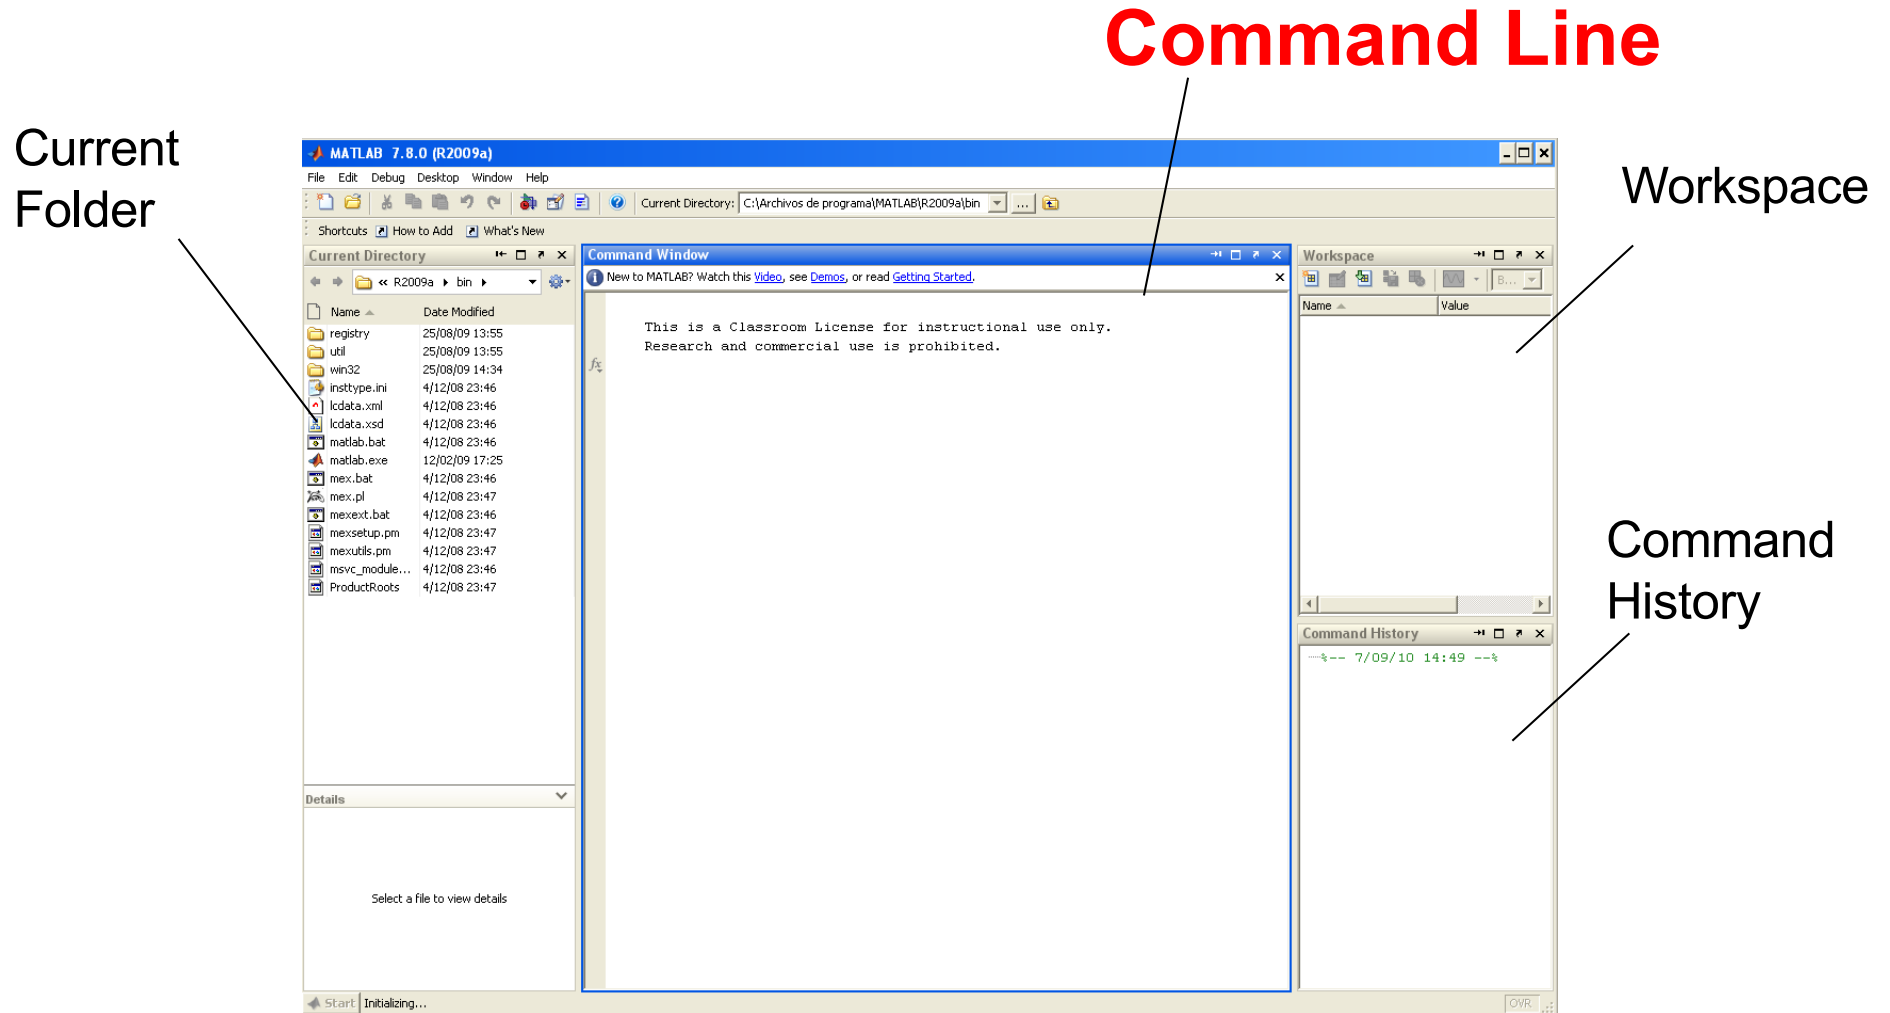 Command Line
Current
Folder
Workspace
Command
History
MATLAB 7.8.0 (R2009a)
File Edit Debug Desktop Window Help
Current Directory: C:\Archivos de programa\MATLAB\R2009a\bin ...
Shortcuts How to Add What's New
Current Directory
« R2009a bin
Name Date Modified
registry 25/08/09 13:55
util 25/08/09 13:55
win32 25/08/09 14:34
insttype.ini 4/12/08 23:46
lcdata.xml 4/12/08 23:46
lcdata.xsd 4/12/08 23:46
matlab.bat 4/12/08 23:46
matlab.exe 12/02/09 17:25
mex.bat 4/12/08 23:46
mex.pl 4/12/08 23:47
mexext.bat 4/12/08 23:46
mexsetup.pm 4/12/08 23:47
mexutils.pm 4/12/08 23:47
msvc_module... 4/12/08 23:46
ProductRoots 4/12/08 23:47
Details
Select a file to view details
Command Window
New to MATLAB? Watch this Video, see Demos, or read Getting Started.
This is a Classroom License for instructional use only.
Research and commercial use is prohibited.
fx
Workspace
B...
Name Value
Command History
%-- 7/09/10 14:49 --%
Start Initializing...
OVR